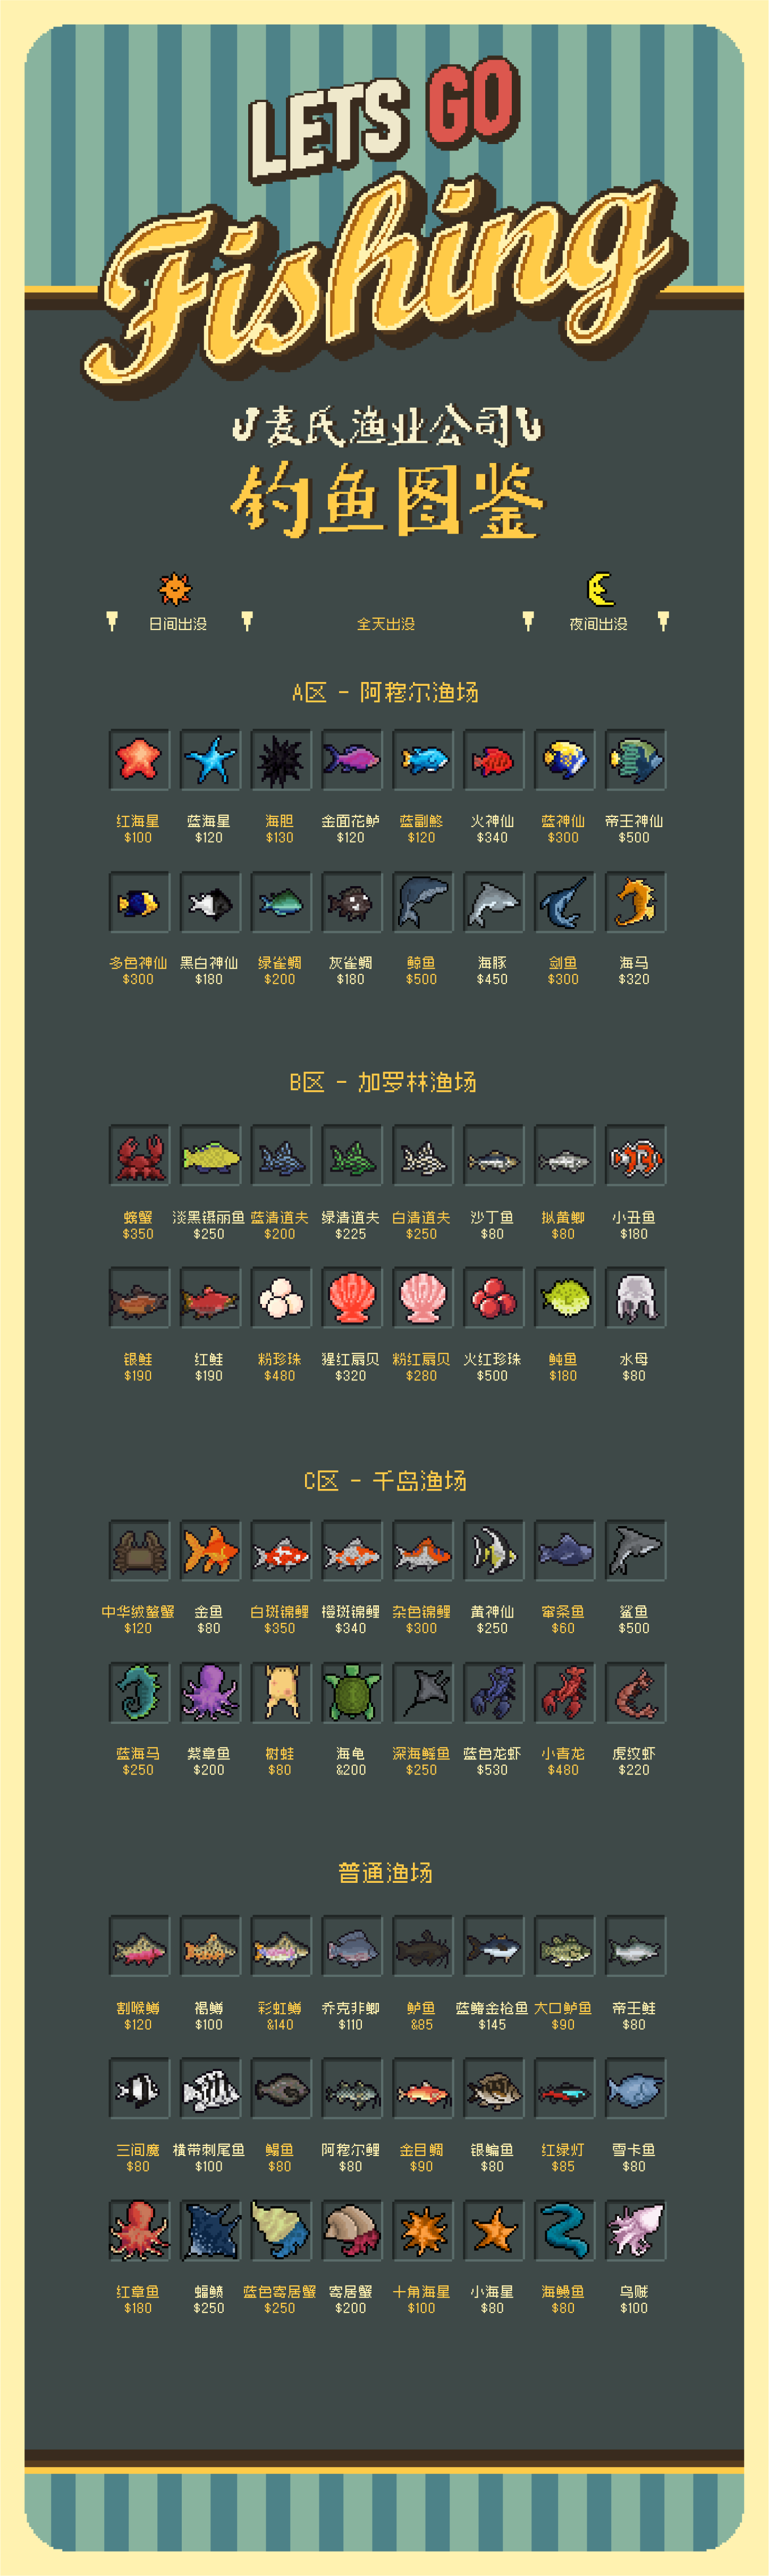 LETS GO
Fishing
麦氏渔业公司
钓鱼图鉴
日间出没 全天出没 夜间出没
A区 - 阿穆尔渔场
红海星 蓝海星 海胆 金面花鲈 蓝副鲹 火神仙 蓝神仙 帝王神仙
$100 $120 $130 $120 $120 $340 $300 $500
多色神仙 黑白神仙 绿雀鲷 灰雀鲷 鲸鱼 海豚 剑鱼 海马
$300 $180 $200 $180 $500 $450 $300 $320
B区 - 加罗林渔场
螃蟹 淡黑镊丽鱼 蓝清道夫 绿清道夫 白清道夫 沙丁鱼 拟黄鲫 小丑鱼
$350 $250 $200 $225 $250 $80 $80 $180
银鲑 红鲑 粉珍珠 猩红扇贝 粉红扇贝 火红珍珠 鲀鱼 水母
$190 $190 $480 $320 $280 $500 $180 $80
C区 - 千岛渔场
中华绒螯蟹 金鱼 白斑锦鲤 橙斑锦鲤 杂色锦鲤 黄神仙 窜条鱼 鲨鱼
$120 $80 $350 $340 $300 $250 $60 $500
蓝海马 紫章鱼 树蛙 海龟 深海鳐鱼 蓝色龙虾 小青龙 虎纹虾
$250 $200 $80 &200 $250 $530 $480 $220
普通渔场
割喉鳟 褐鳟 彩虹鳟 乔克非鲫 鲈鱼 蓝鳍金枪鱼 大口鲈鱼 帝王鲑
$120 $100 &140 $110 &85 $145 $90 $80
三间魔 横带刺尾鱼 鳎鱼 阿穆尔鲤 金目鲷 银鳊鱼 红绿灯 雪卡鱼
$80 $100 $80 $80 $90 $80 $85 $80
红章鱼 蝠鲼 蓝色寄居蟹 寄居蟹 十角海星 小海星 海鳗鱼 乌贼
$180 $250 $250 $200 $100 $80 $80 $100